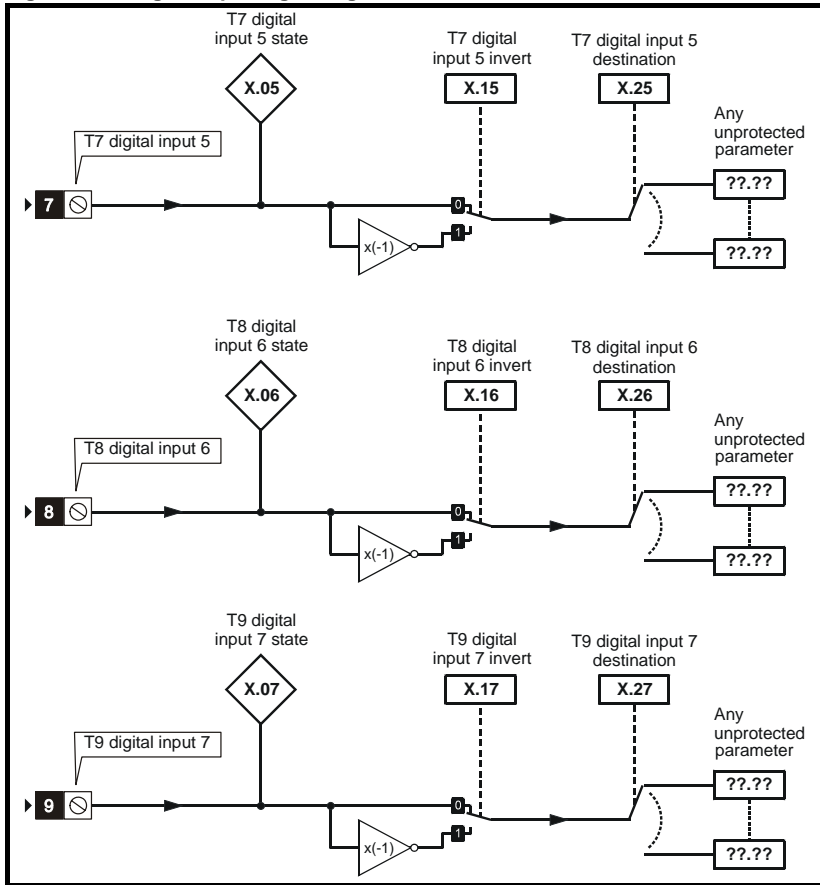 T7 digital
input 5 state
T7 digital
input 5 invert
T7 digital input 5
destination
X.05
X.15
X.25
Any
unprotected
parameter
T7 digital input 5
??.??
7
0
1
x(-1)
??.??
T8 digital
input 6 state
T8 digital
input 6 invert
T8 digital input 6
destination
X.06
X.16
X.26
Any
unprotected
parameter
T8 digital input 6
??.??
8
0
1
x(-1)
??.??
T9 digital
input 7 state
T9 digital
input 7 invert
T9 digital input 7
destination
X.07
X.17
X.27
Any
unprotected
parameter
T9 digital input 7
??.??
9
0
1
x(-1)
??.??